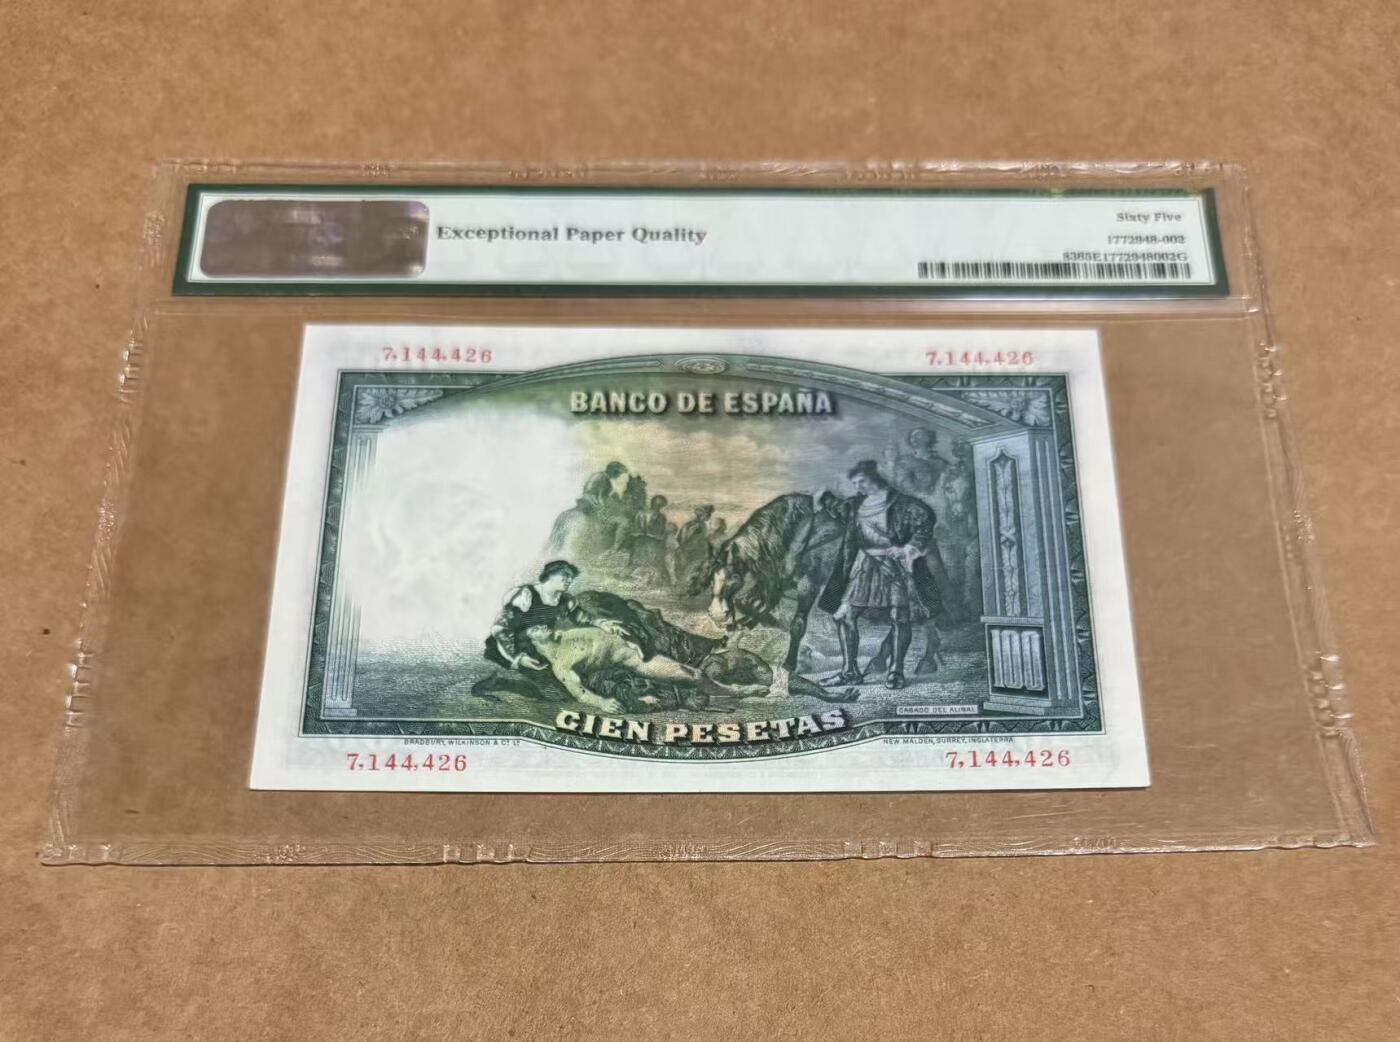 Exceptional Paper Quality
Sixty Five
1772948-002
8385E1772948002G
7,144,426
7,144,426
BANCO DE ESPAÑA
100
CASADO DEL ALISAL
CIEN PESETAS
BRADBURY, WILKINSON & Cº Lº
NEW MALDEN, SURREY, INGLATERRA
7,144,426
7,144,426